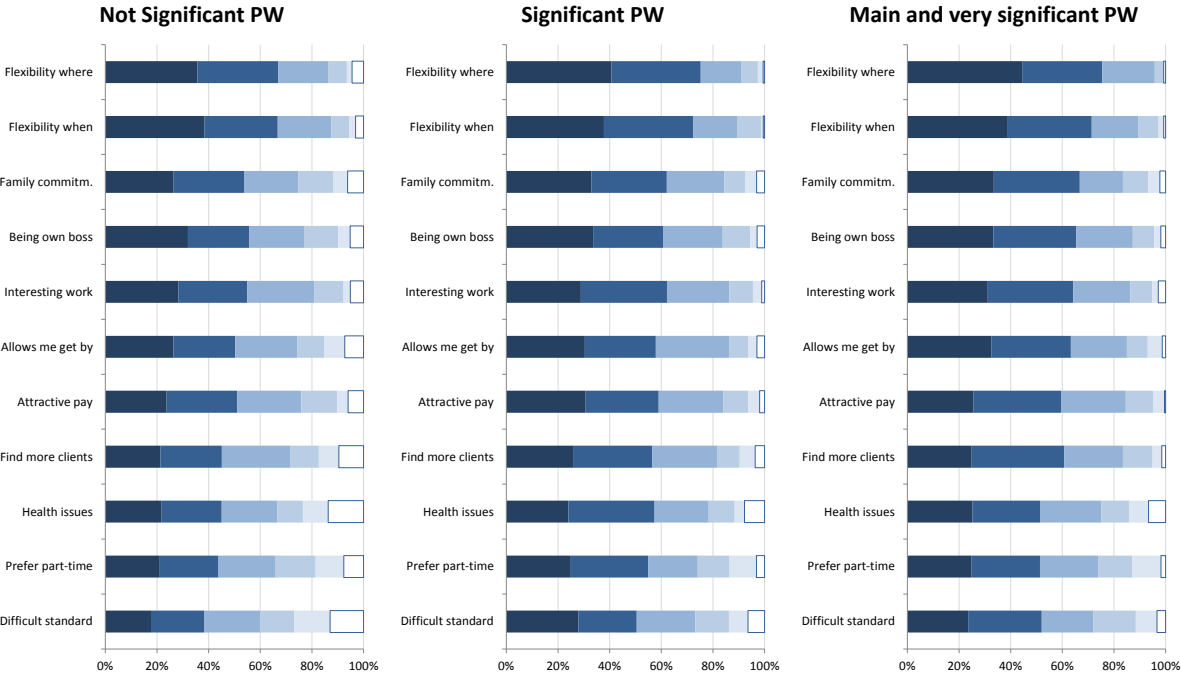 Not Significant PW
Flexibility where
Flexibility when
Family commitm.
Being own boss
Interesting work
Allows me get by
Attractive pay
Find more clients
Health issues
Prefer part-time
Difficult standard
0% 20% 40% 60% 80% 100%
Significant PW
Flexibility where
Flexibility when
Family commitm.
Being own boss
Interesting work
Allows me get by
Attractive pay
Find more clients
Health issues
Prefer part-time
Difficult standard
0% 20% 40% 60% 80% 100%
Main and very significant PW
Flexibility where
Flexibility when
Family commitm.
Being own boss
Interesting work
Allows me get by
Attractive pay
Find more clients
Health issues
Prefer part-time
Difficult standard
0% 20% 40% 60% 80% 100%